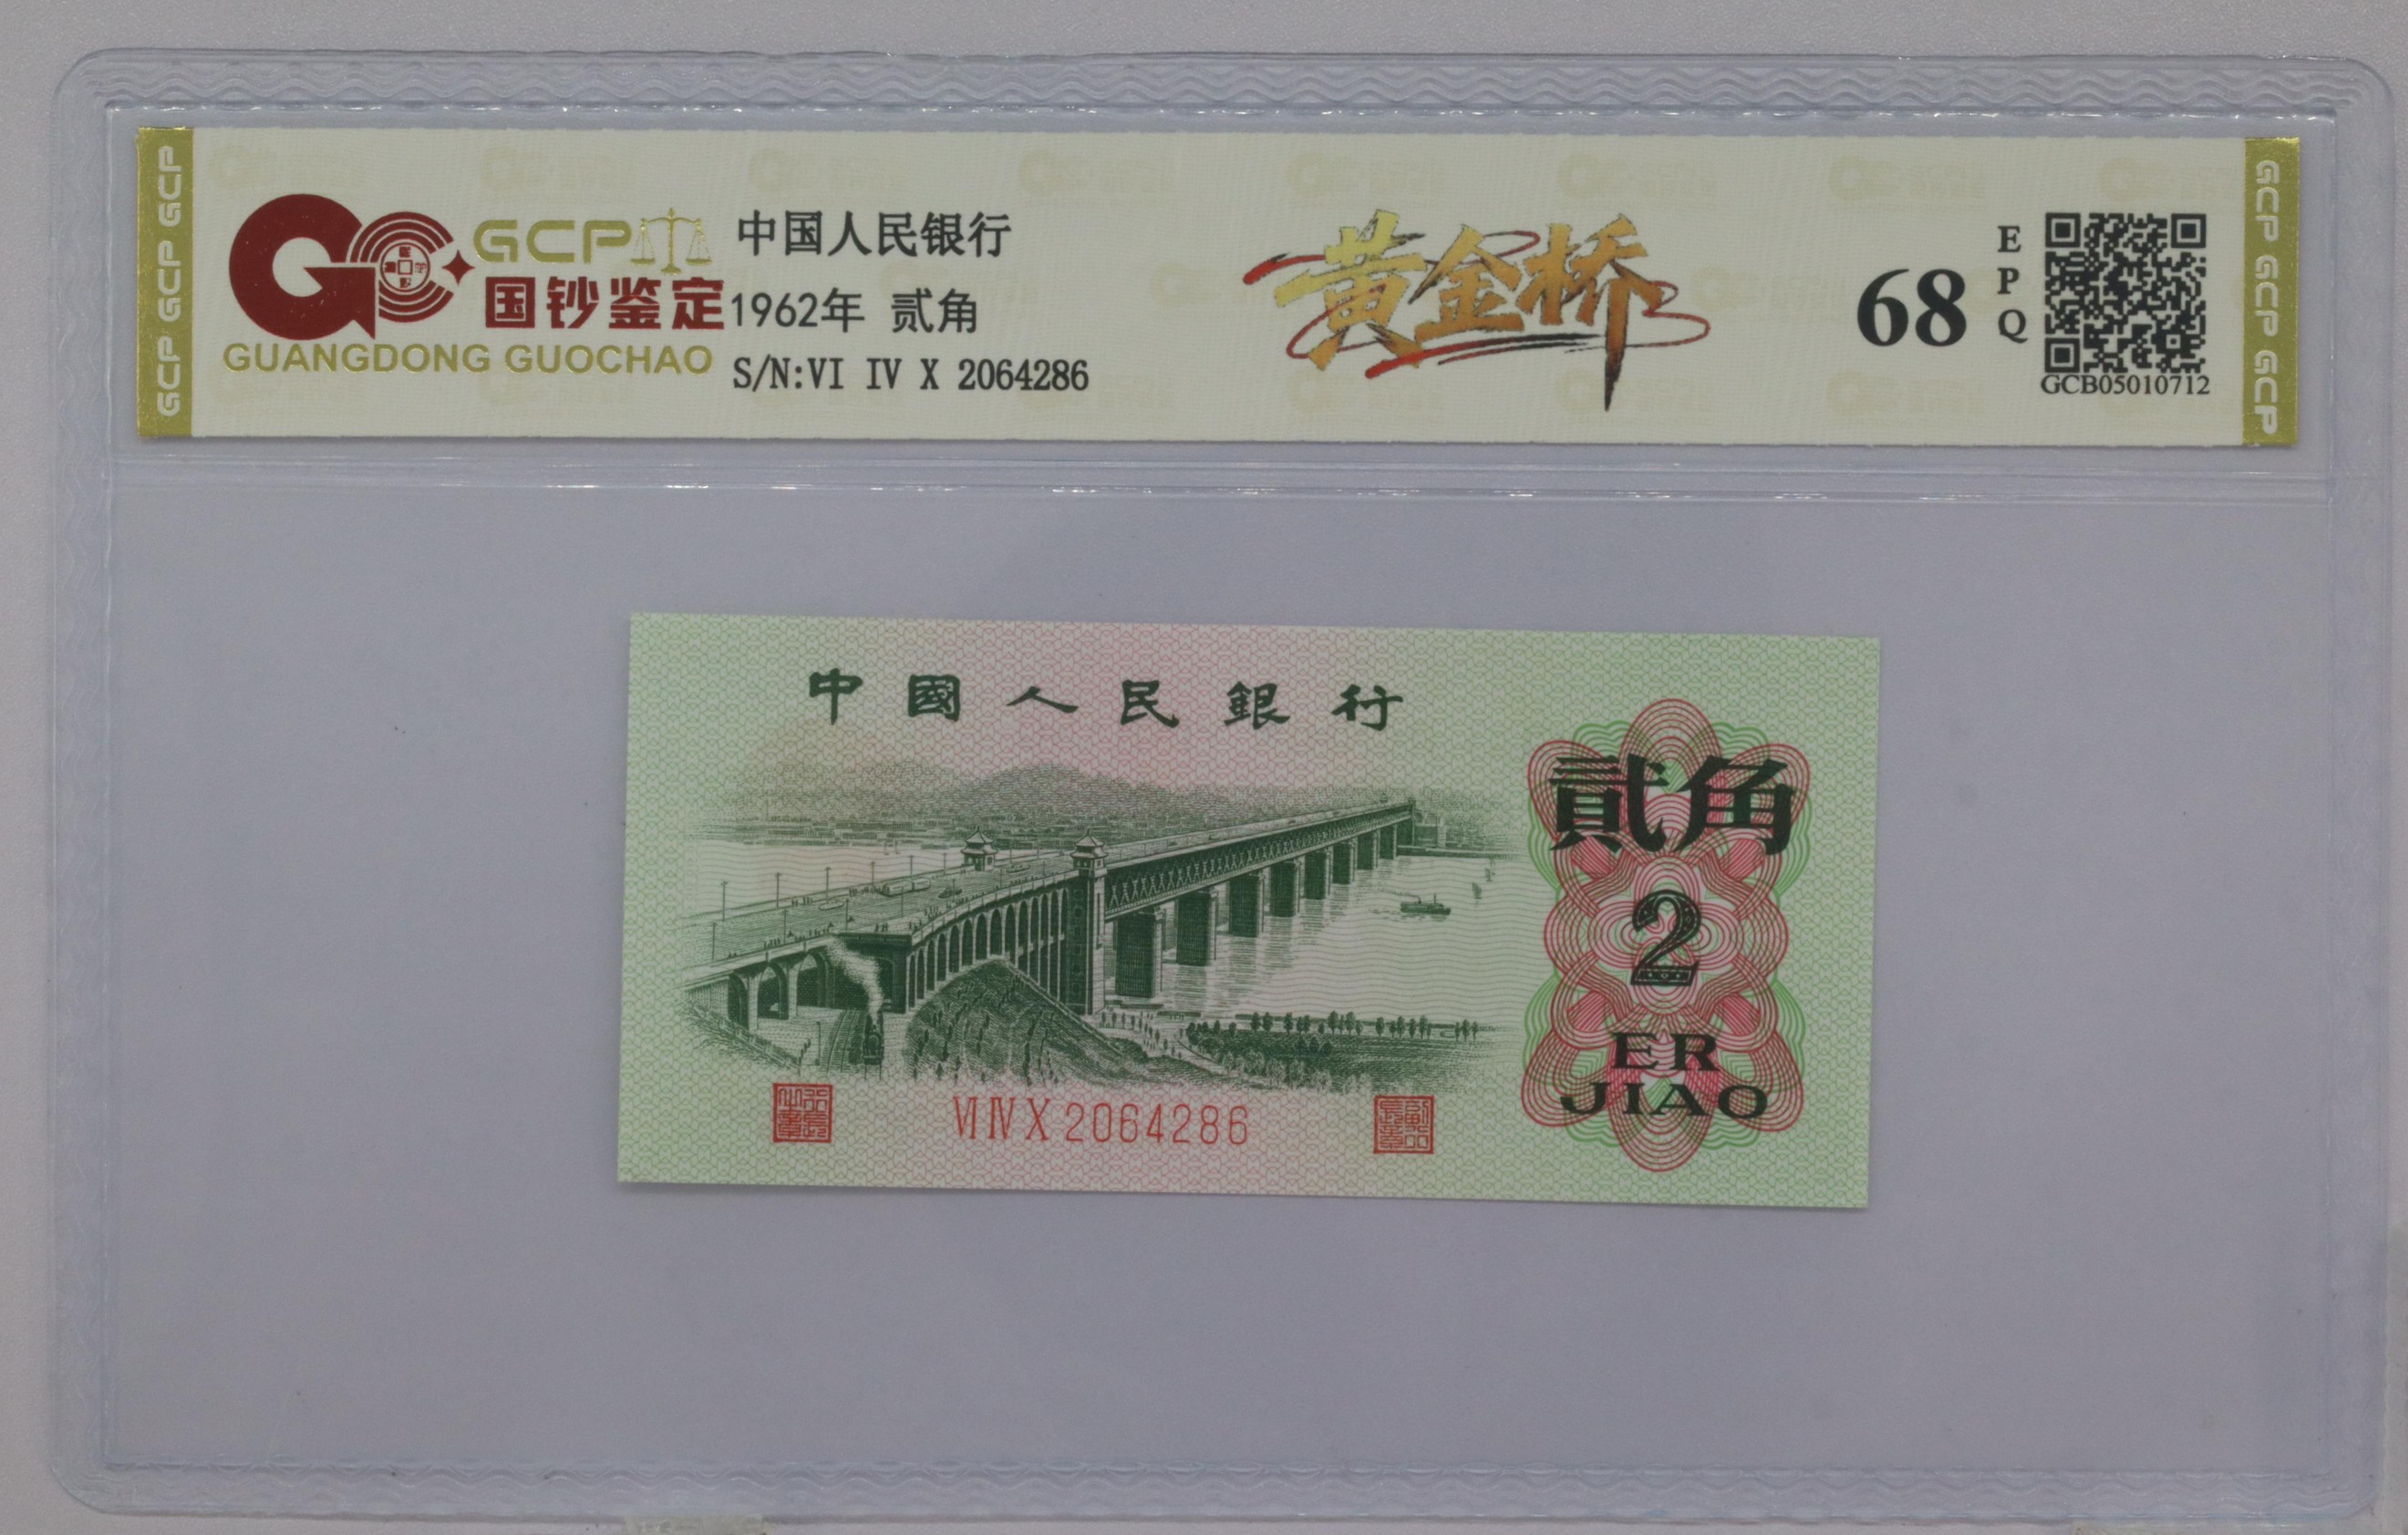 GCP GCP GCP
GCP
国钞鉴定
GUANGDONG GUOCHAO
中国人民银行
1962年 贰角
S/N:VI IV X 2064286
黄金桥
68
EPQ
GCB05010712
GCP GCP GCP
中國人民銀行
貳角
2
ER
JIAO
VI IV X 2064286